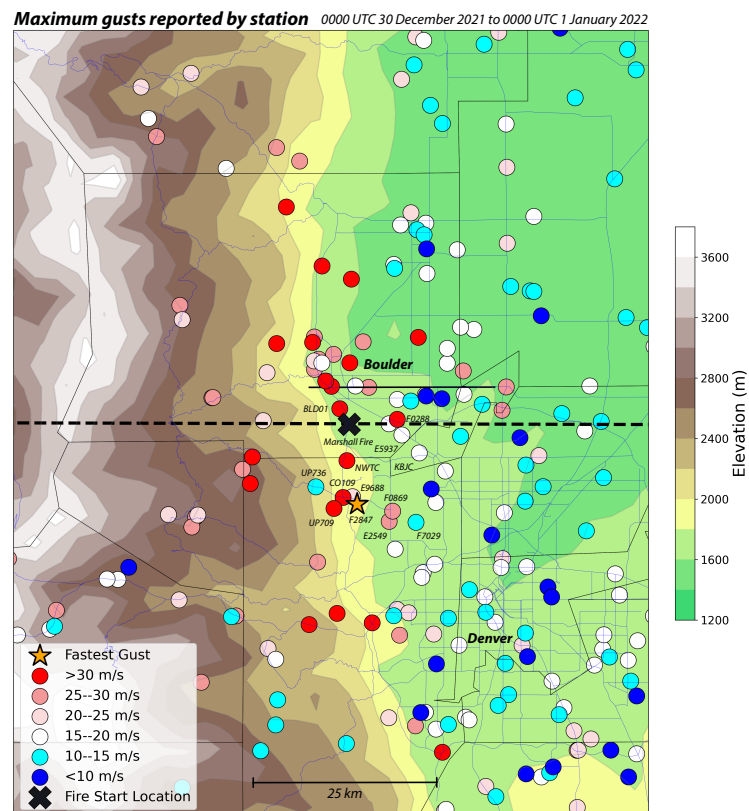 Maximum gusts reported by station 0000 UTC 30 December 2021 to 0000 UTC 1 January 2022
Boulder
BLD01
E0288
Marshall Fire
E5937
NWTC
KBJC
UP736
CO109
E9688
F0869
UP709
F2847
E2549
F7029
Denver
Fastest Gust
>30 m/s
25--30 m/s
20--25 m/s
15--20 m/s
10--15 m/s
<10 m/s
Fire Start Location
25 km
3600
3200
2800
2400
2000
1600
1200
Elevation (m)